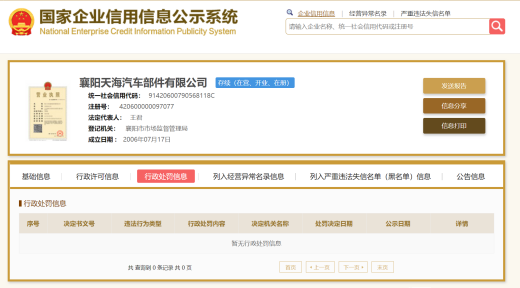 国家企业信用信息公示系统
National Enterprise Credit Information Publicity System
企业信用信息 | 经营异常名录 | 严重违法失信名单
请输入企业名称、统一社会信用代码或注册号
襄阳天海汽车部件有限公司 存续（在营、开业、在册）
统一社会信用代码： 91420600790568118C
注册号： 420600000097077
法定代表人：
登记机关： 襄阳市市场监督管理局
成立日期： 2006年07月17日
发送报告
信息分享
信息打印
营业执照
基础信息 行政许可信息 行政处罚信息 列入经营异常名录信息 列入严重违法失信名单（黑名单）信息 公告信息
行政处罚信息
序号 决定书文号 违法行为类型 行政处罚内容 决定机关名称 处罚决定日期 公示日期 详情
暂无行政处罚信息
共 查询到 0 条记录 共 0 页
首页 上一页 下一页 末页